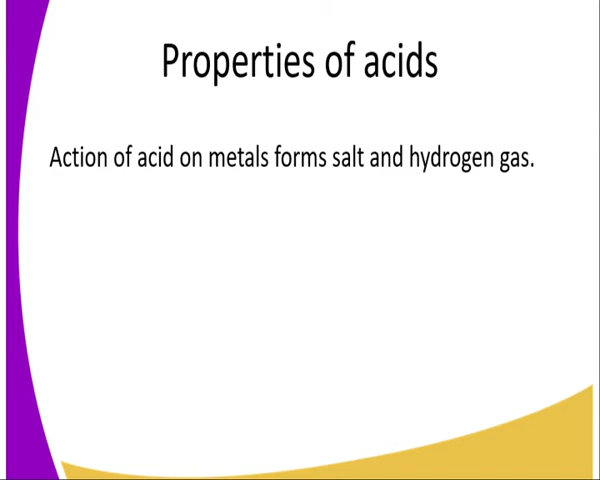 Properties of acids
Action of acid on metals forms salt and hydrogen gas.